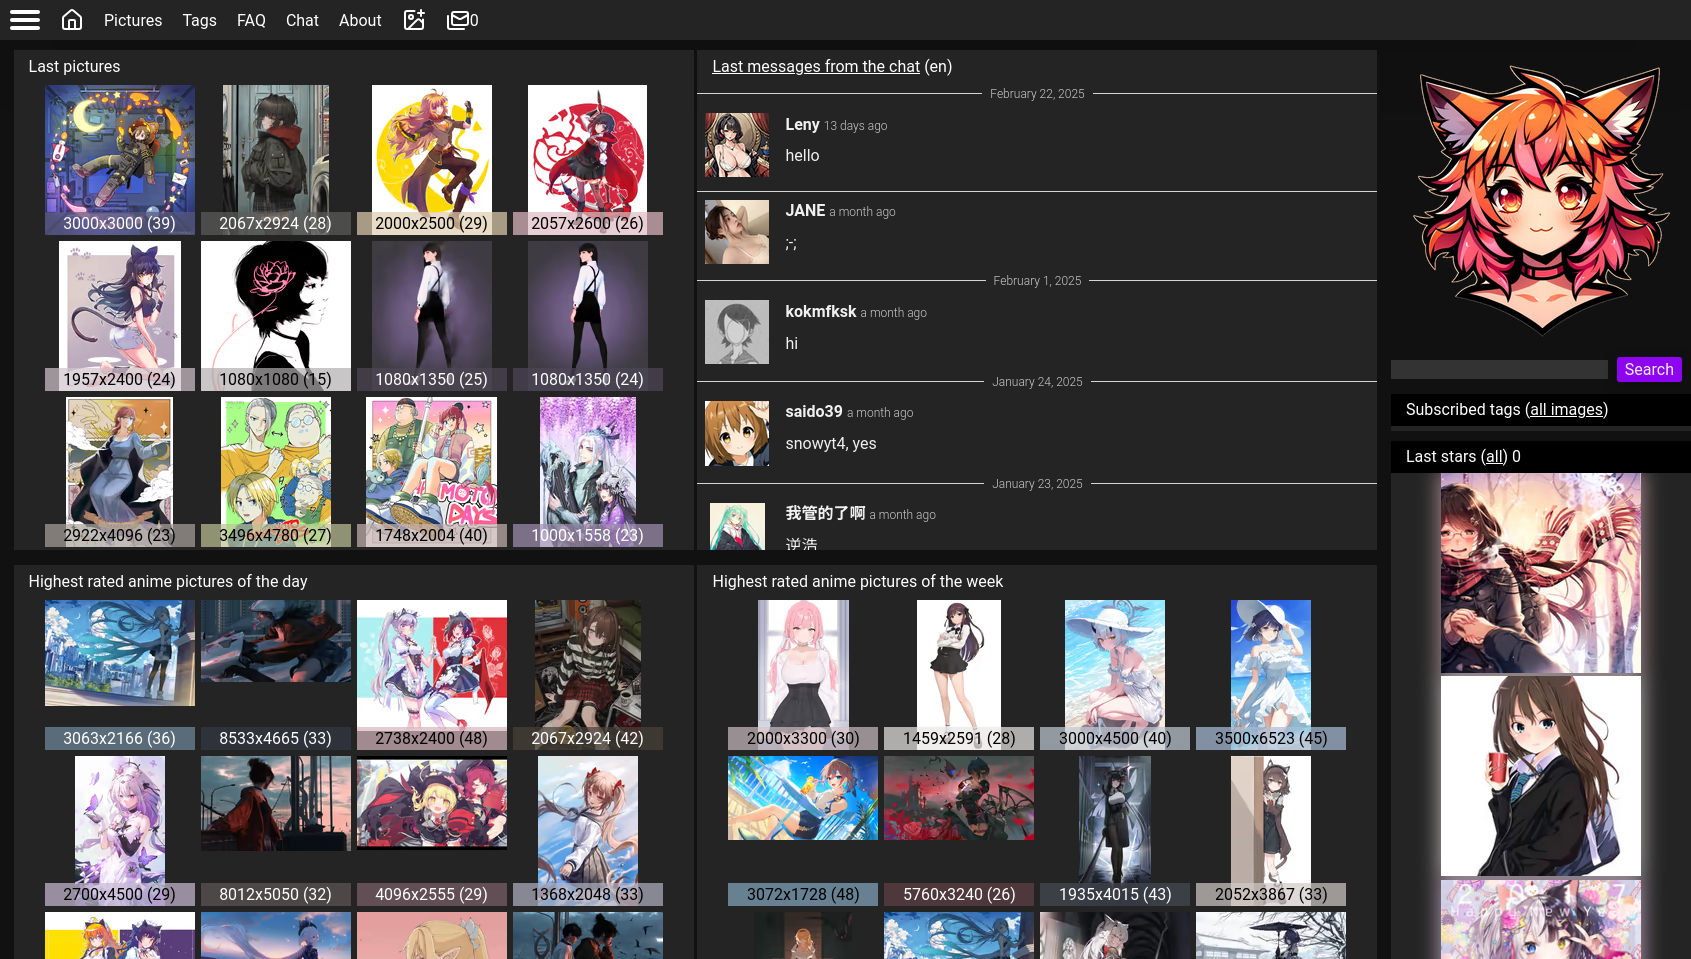 Pictures Tags FAQ Chat About 0
Last pictures
3000x3000 (39)
2067x2924 (28)
2000x2500 (29)
2057x2600 (26)
1957x2400 (24)
1080x1080 (15)
1080x1350 (25)
1080x1350 (24)
2922x4096 (23)
3496x4780 (27)
1748x2004 (40)
1000x1558 (23)
Last messages from the chat (en)
February 22, 2025
Leny 13 days ago
hello
JANE a month ago
;-;
February 1, 2025
kokmfksk a month ago
hi
January 24, 2025
saido39 a month ago
snowyt4, yes
January 23, 2025
我管的了啊 a month ago
逆浩
Search
Subscribed tags (all images)
Last stars (all) 0
Highest rated anime pictures of the day
3063x2166 (36)
8533x4665 (33)
2738x2400 (48)
2067x2924 (42)
2700x4500 (29)
8012x5050 (32)
4096x2555 (29)
1368x2048 (33)
Highest rated anime pictures of the week
2000x3300 (30)
1459x2591 (28)
3000x4500 (40)
3500x6523 (45)
3072x1728 (48)
5760x3240 (26)
1935x4015 (43)
2052x3867 (33)